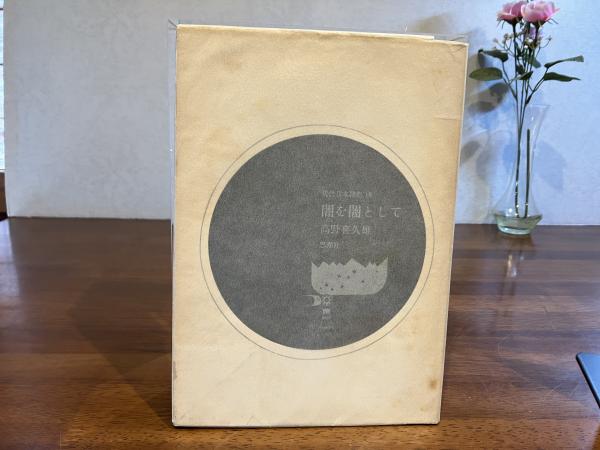 現代日本詩集 18
闇を闇として
高野喜久雄
思潮社